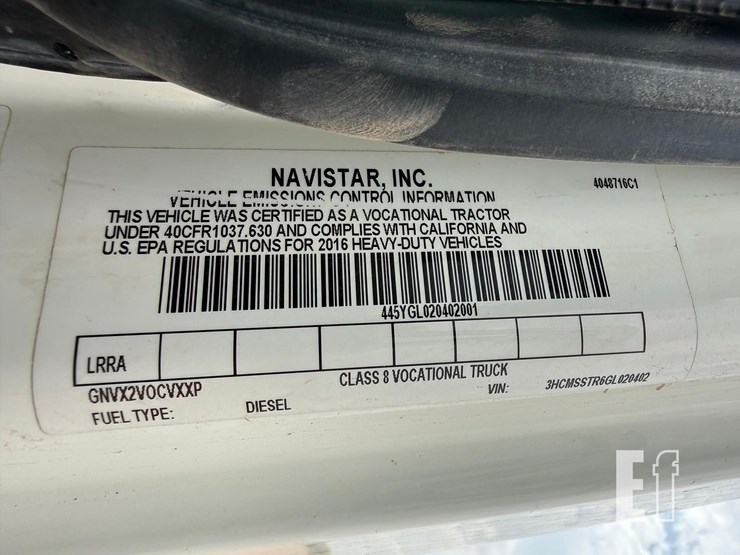 NAVISTAR, INC.
4048716C1
VEHICLE EMISSIONS CONTROL INFORMATION
THIS VEHICLE WAS CERTIFIED AS A VOCATIONAL TRACTOR
UNDER 40CFR1037.630 AND COMPLIES WITH CALIFORNIA AND
U.S. EPA REGULATIONS FOR 2016 HEAVY-DUTY VEHICLES
445YGL020402001
LRRA
GNVX2VOCVXXP
CLASS 8 VOCATIONAL TRUCK
FUEL TYPE: DIESEL VIN: 3HCMSSTR6GL020402
Ef